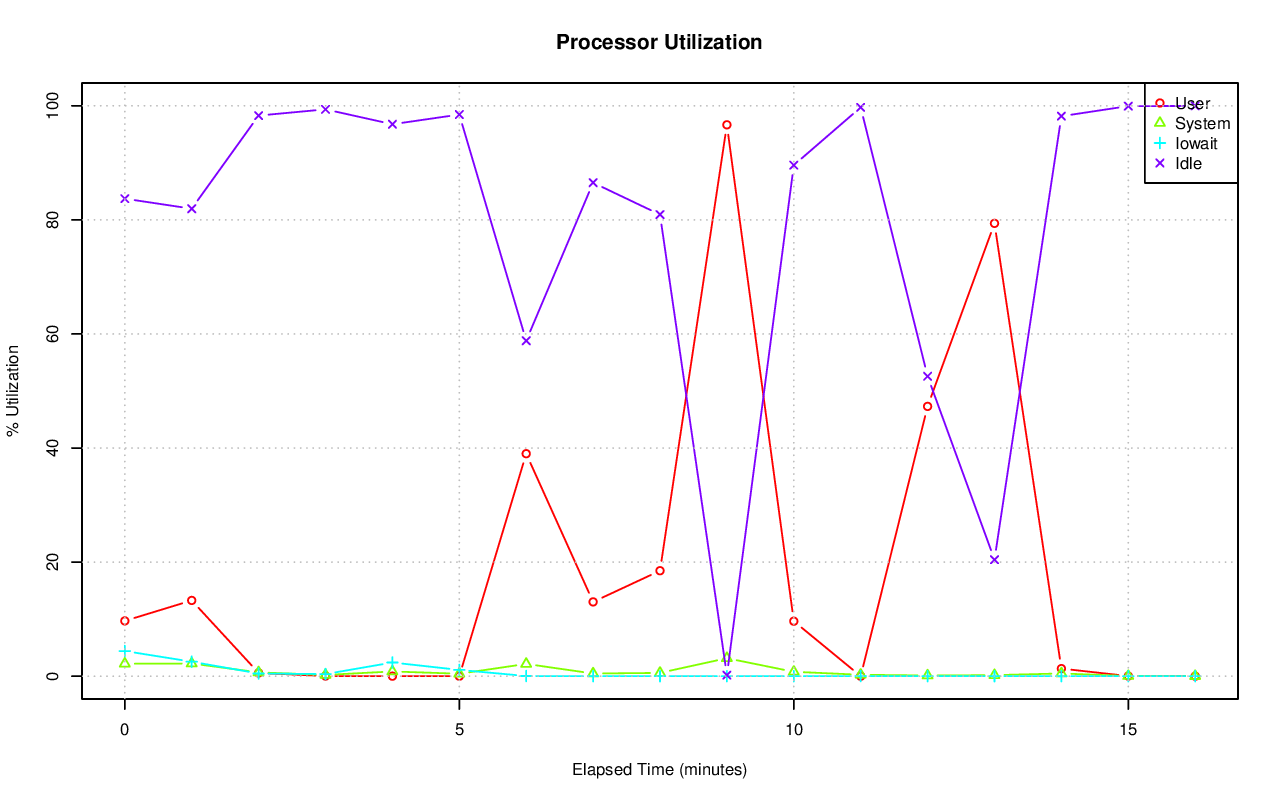 Processor Utilization
% Utilization
100
80
60
40
20
0
User
System
Iowait
Idle
0 5 10 15
Elapsed Time (minutes)